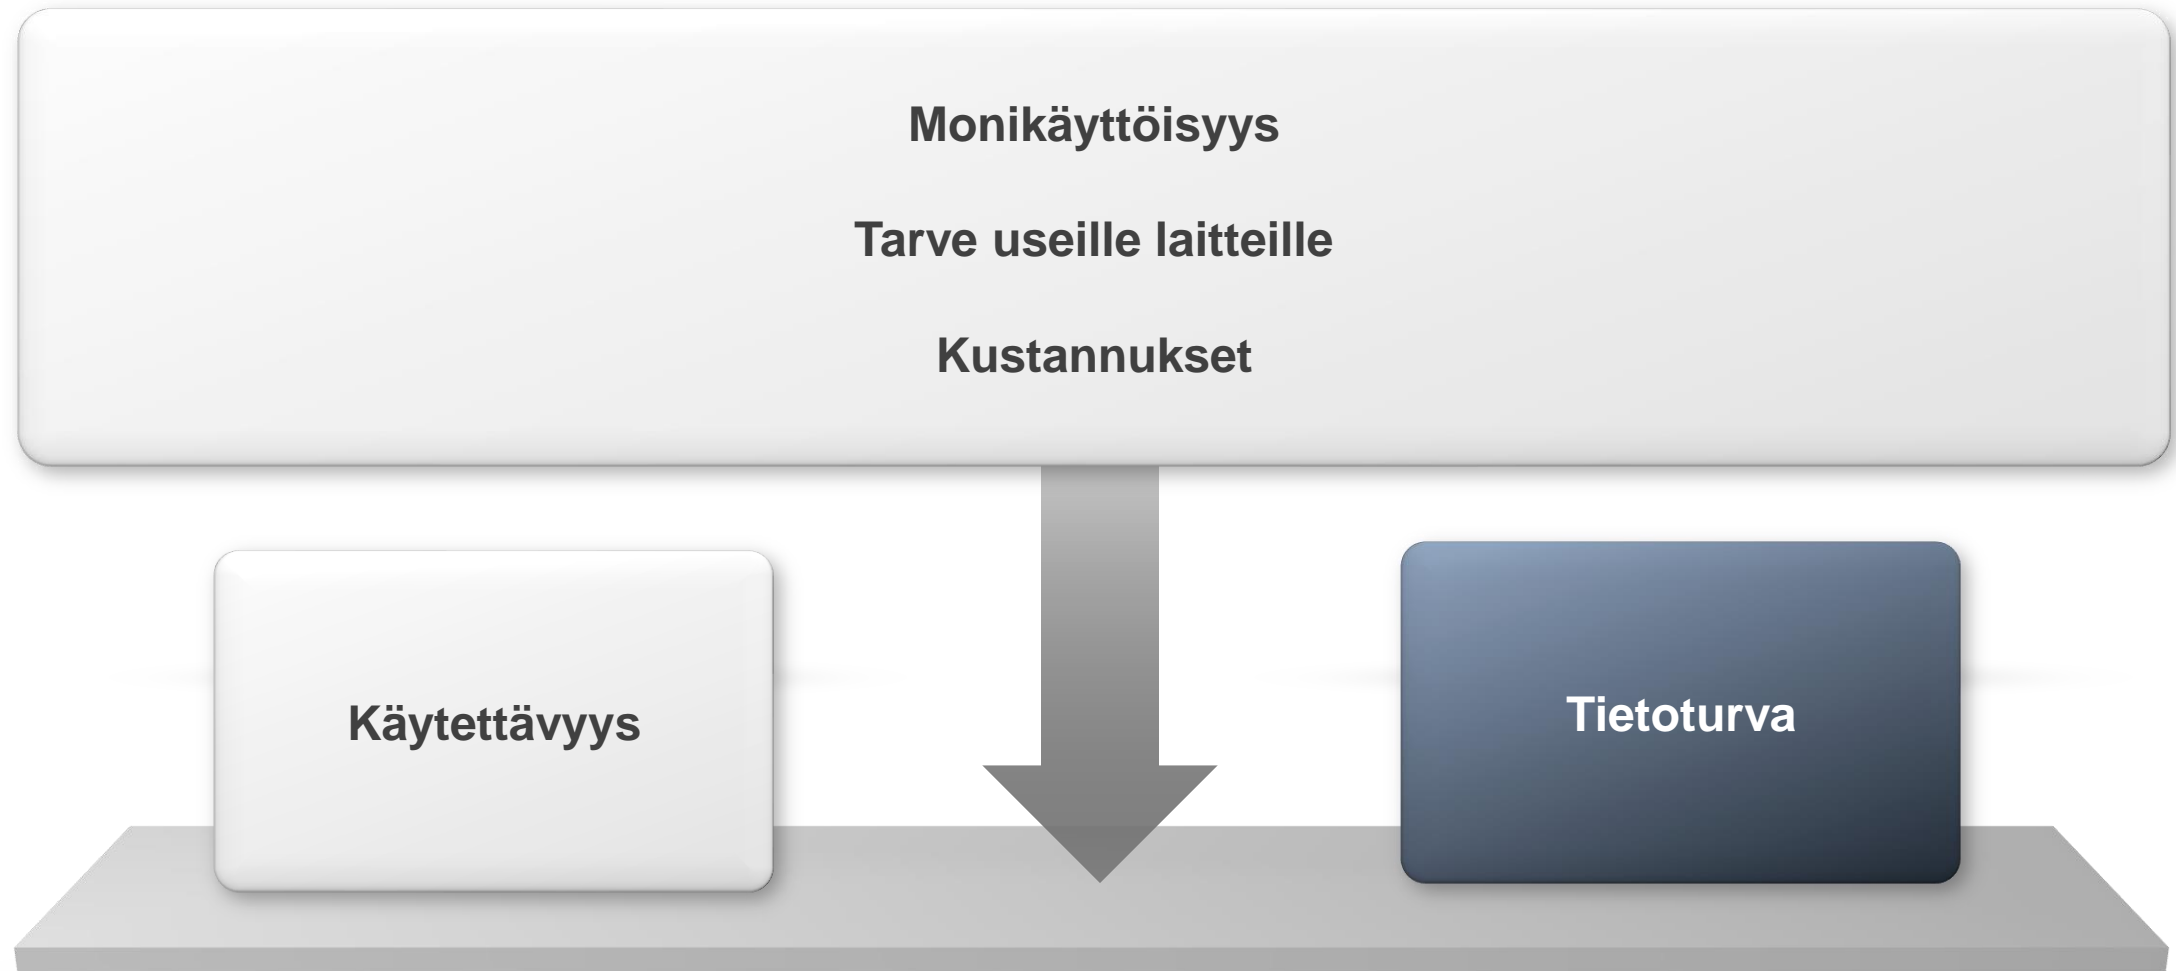 Monikäyttöisyys
Tarve useille laitteille
Kustannukset
Käytettävyys
Tietoturva